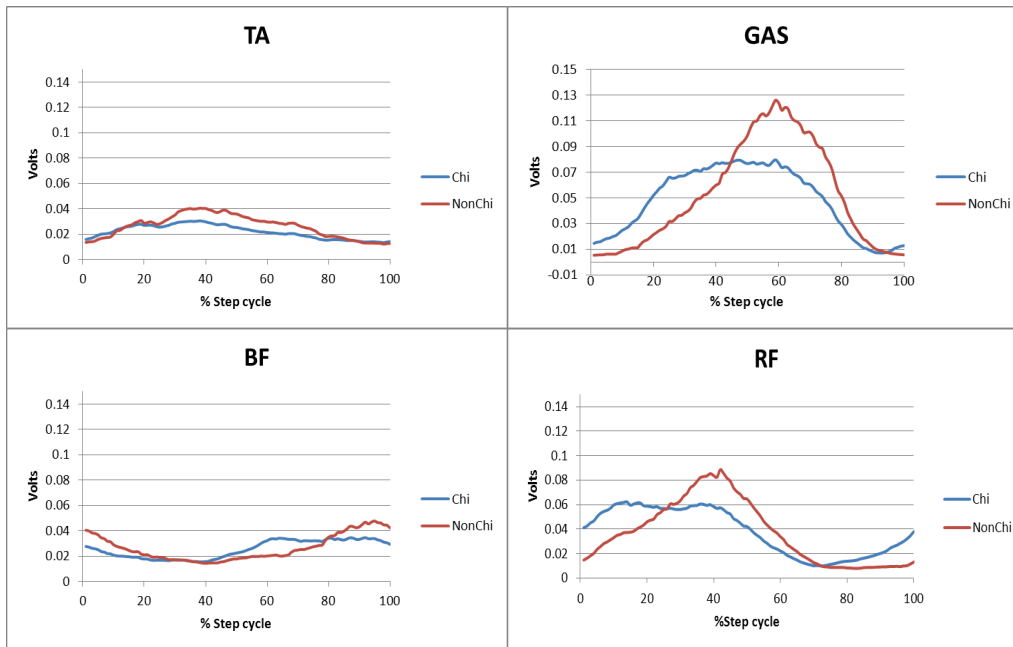 TA
0.14
0.12
0.1
0.08
0.06
0.04
0.02
0
Volts
0 20 40 60 80 100
% Step cycle
Chi
NonChi
GAS
0.15
0.13
0.11
0.09
0.07
0.05
0.03
0.01
-0.01
Volts
0 20 40 60 80 100
% Step cycle
Chi
NonChi
BF
0.14
0.12
0.1
0.08
0.06
0.04
0.02
0
Volts
0 20 40 60 80 100
% Step cycle
Chi
NonChi
RF
0.14
0.12
0.1
0.08
0.06
0.04
0.02
0
Volts
0 20 40 60 80 100
%Step cycle
Chi
NonChi